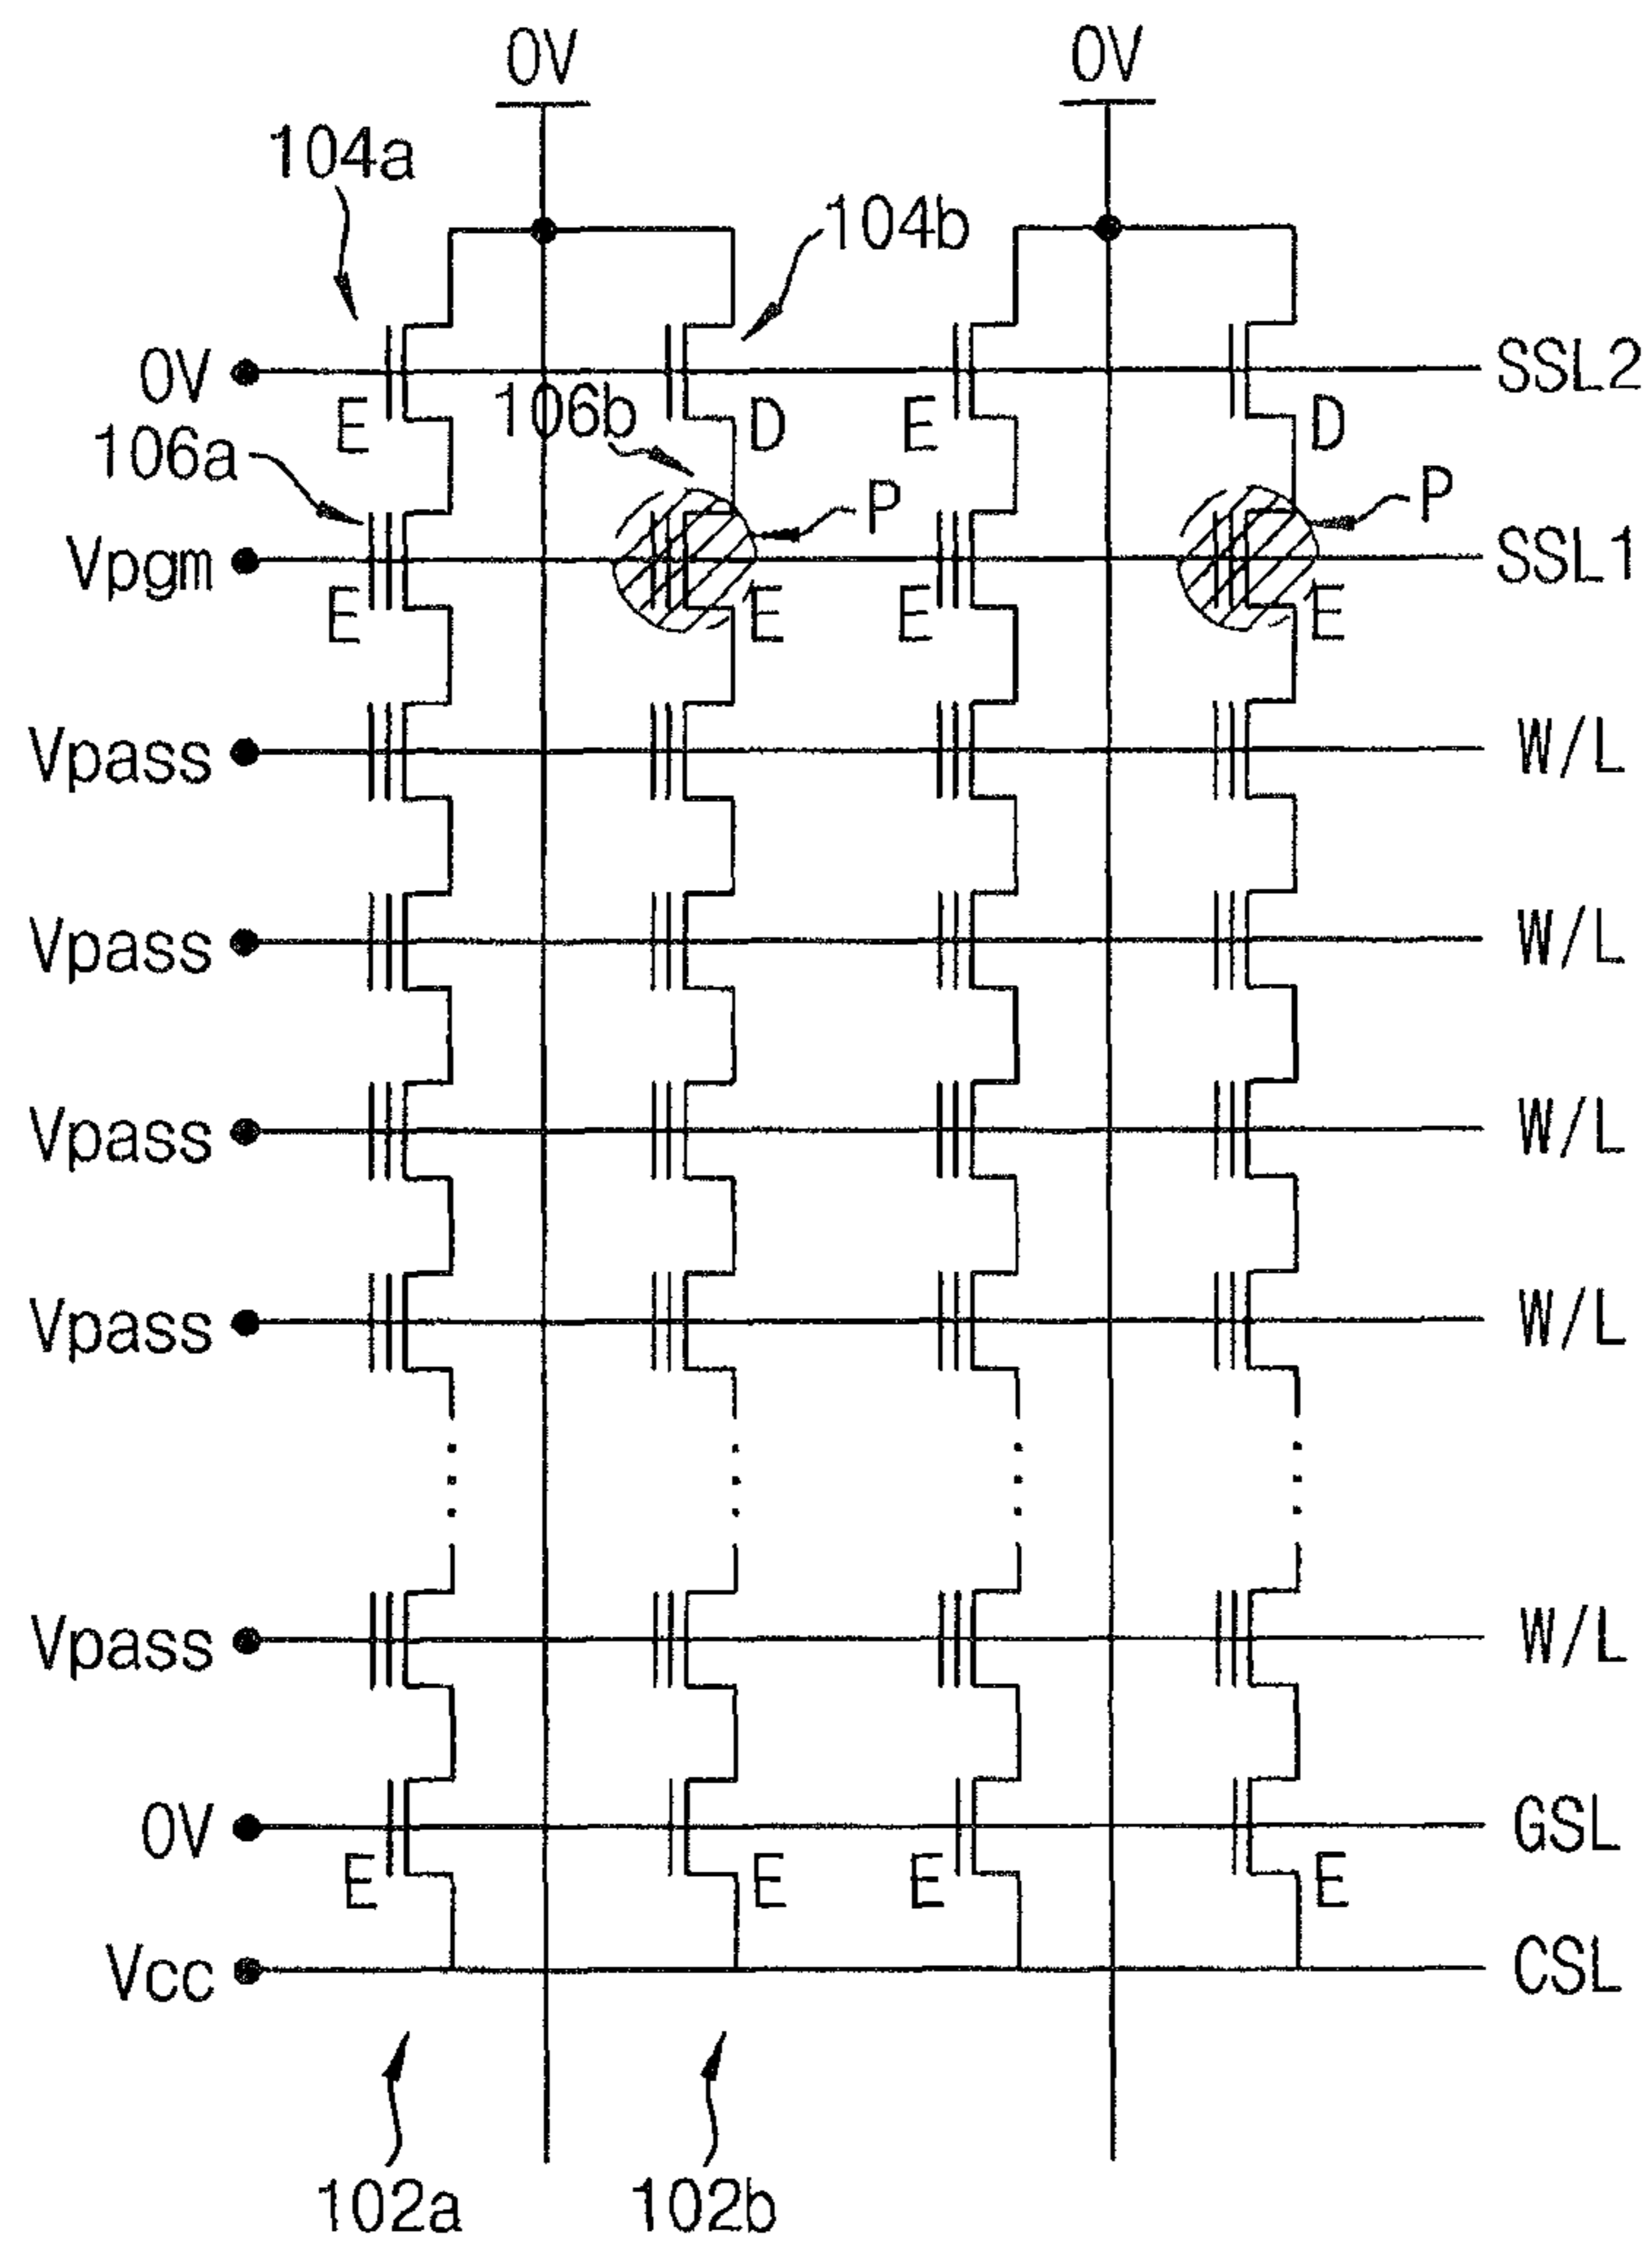 0V 0V
104a
104b
0V SSL2
E 106b D E D
106a P P
Vpgm SSL1
E E E E
Vpass W/L
Vpass W/L
Vpass W/L
Vpass W/L
Vpass W/L
0V GSL
E E E E
Vcc CSL
102a 102b